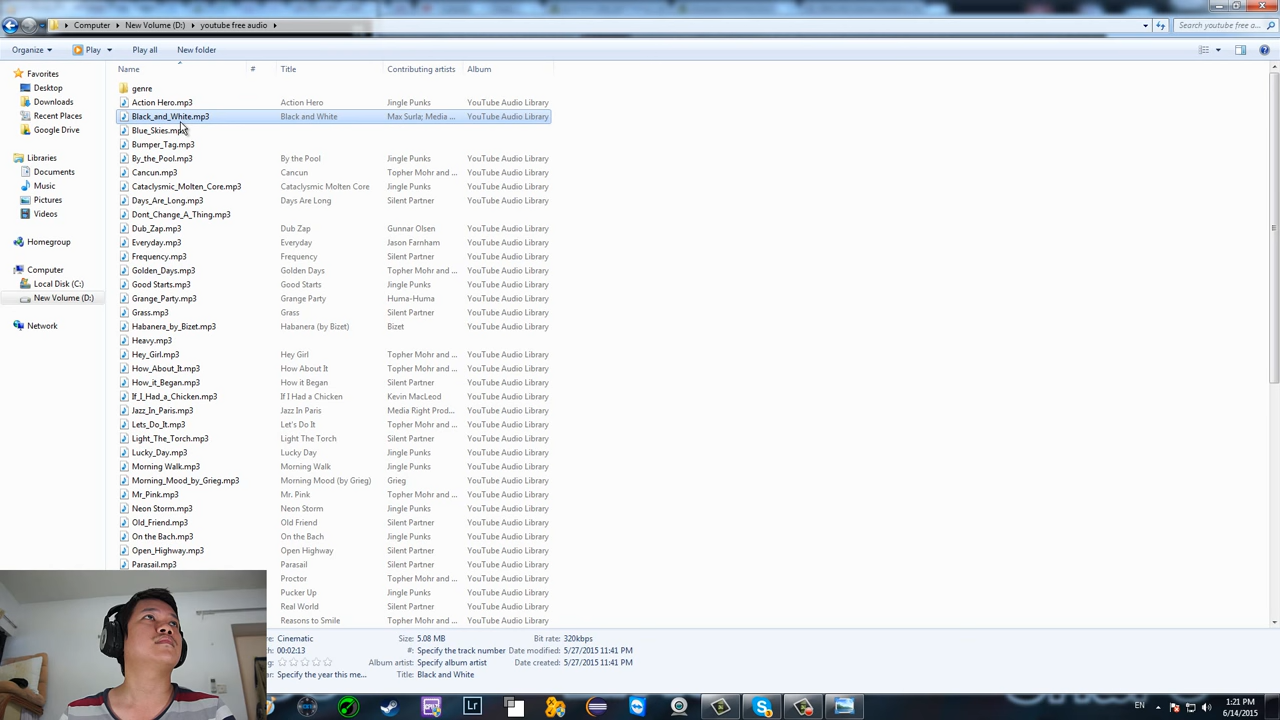 Computer New Volume (D:) youtube free audio Search youtube free a...
Organize Play Play all New folder
Favorites
Desktop
Downloads
Recent Places
Google Drive
Libraries
Documents
Music
Pictures
Videos
Homegroup
Computer
Local Disk (C:)
New Volume (D:)
Network
Name # Title Contributing artists Album
genre
Action Hero.mp3 Action Hero Jingle Punks YouTube Audio Library
Black_and_White.mp3 Black and White Max Surla; Media ... YouTube Audio Library
Blue_Skies.mp3
Bumper_Tag.mp3
By_the_Pool.mp3 By the Pool Jingle Punks YouTube Audio Library
Cancun.mp3 Cancun Topher Mohr and ... YouTube Audio Library
Cataclysmic_Molten_Core.mp3 Cataclysmic Molten Core Jingle Punks YouTube Audio Library
Days_Are_Long.mp3 Days Are Long Silent Partner YouTube Audio Library
Dont_Change_A_Thing.mp3
Dub_Zap.mp3 Dub Zap Gunnar Olsen YouTube Audio Library
Everyday.mp3 Everyday Jason Farnham YouTube Audio Library
Frequency.mp3 Frequency Silent Partner YouTube Audio Library
Golden_Days.mp3 Golden Days Topher Mohr and ... YouTube Audio Library
Good Starts.mp3 Good Starts Jingle Punks YouTube Audio Library
Grange_Party.mp3 Grange Party Huma-Huma YouTube Audio Library
Grass.mp3 Grass Silent Partner YouTube Audio Library
Habanera_by_Bizet.mp3 Habanera (by Bizet) Bizet YouTube Audio Library
Heavy.mp3
Hey_Girl.mp3 Hey Girl Topher Mohr and ... YouTube Audio Library
How_About_It.mp3 How About It Topher Mohr and ... YouTube Audio Library
How_it_Began.mp3 How it Began Silent Partner YouTube Audio Library
If_I_Had_a_Chicken.mp3 If I Had a Chicken Kevin MacLeod YouTube Audio Library
Jazz_In_Paris.mp3 Jazz In Paris Media Right Prod... YouTube Audio Library
Lets_Do_It.mp3 Let's Do It Topher Mohr and ... YouTube Audio Library
Light_The_Torch.mp3 Light The Torch Silent Partner YouTube Audio Library
Lucky_Day.mp3 Lucky Day Jingle Punks YouTube Audio Library
Morning Walk.mp3 Morning Walk Jingle Punks YouTube Audio Library
Morning_Mood_by_Grieg.mp3 Morning Mood (by Grieg) Grieg YouTube Audio Library
Mr_Pink.mp3 Mr. Pink Topher Mohr and ... YouTube Audio Library
Neon Storm.mp3 Neon Storm Jingle Punks YouTube Audio Library
Old_Friend.mp3 Old Friend Silent Partner YouTube Audio Library
On the Bach.mp3 On the Bach Jingle Punks YouTube Audio Library
Open_Highway.mp3 Open Highway Silent Partner YouTube Audio Library
Parasail.mp3 Parasail Silent Partner YouTube Audio Library
Proctor Topher Mohr and ... YouTube Audio Library
Pucker Up Jingle Punks YouTube Audio Library
Real World Silent Partner YouTube Audio Library
Reasons to Smile Topher Mohr and ... YouTube Audio Library
Cinematic Size: 5.08 MB Bit rate: 320kbps
00:02:13 #: Specify the track number Date modified: 5/27/2015 11:41 PM
Album artist: Specify album artist Date created: 5/27/2015 11:41 PM
Specify the year this me... Title: Black and White
Lr
EN 1:21 PM
6/14/2015